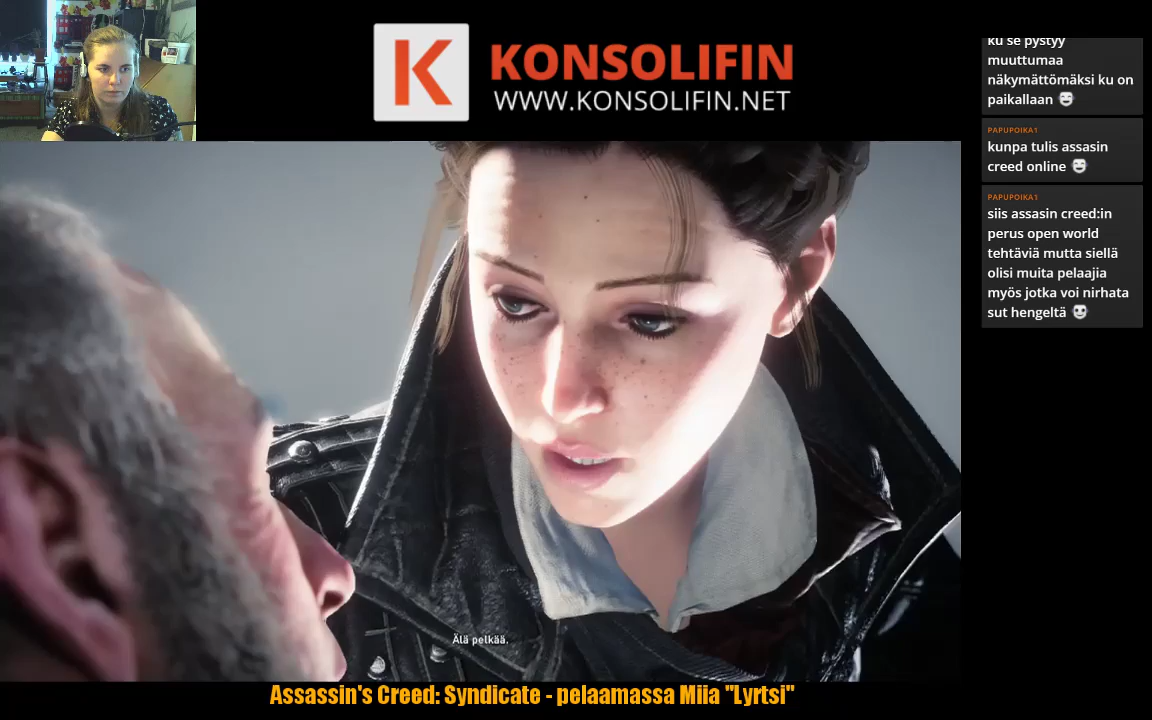 K
KONSOLIFIN
WWW.KONSOLIFIN.NET
ku se pystyy
muuttumaa
näkymättömäksi ku on
paikallaan
PAPUPOIKA1
kunpa tulis assasin
creed online
PAPUPOIKA1
siis assasin creed:in
perus open world
tehtäviä mutta siellä
olisi muita pelaajia
myös jotka voi nirhata
sut hengeltä
Älä pelkää.
Assassin's Creed: Syndicate - pelaamassa Miia "Lyrtsi"